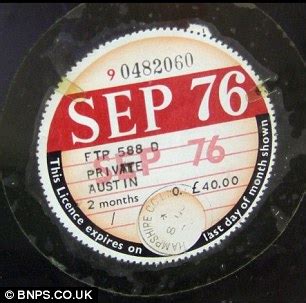 9 0482060
SEP 76
FTR 588 D
SEP 76
PRIVATE
AUSTIN
2 months £40.00
This Licence expires on last day of month shown
HAMPSHIRE
© BNPS.CO.UK